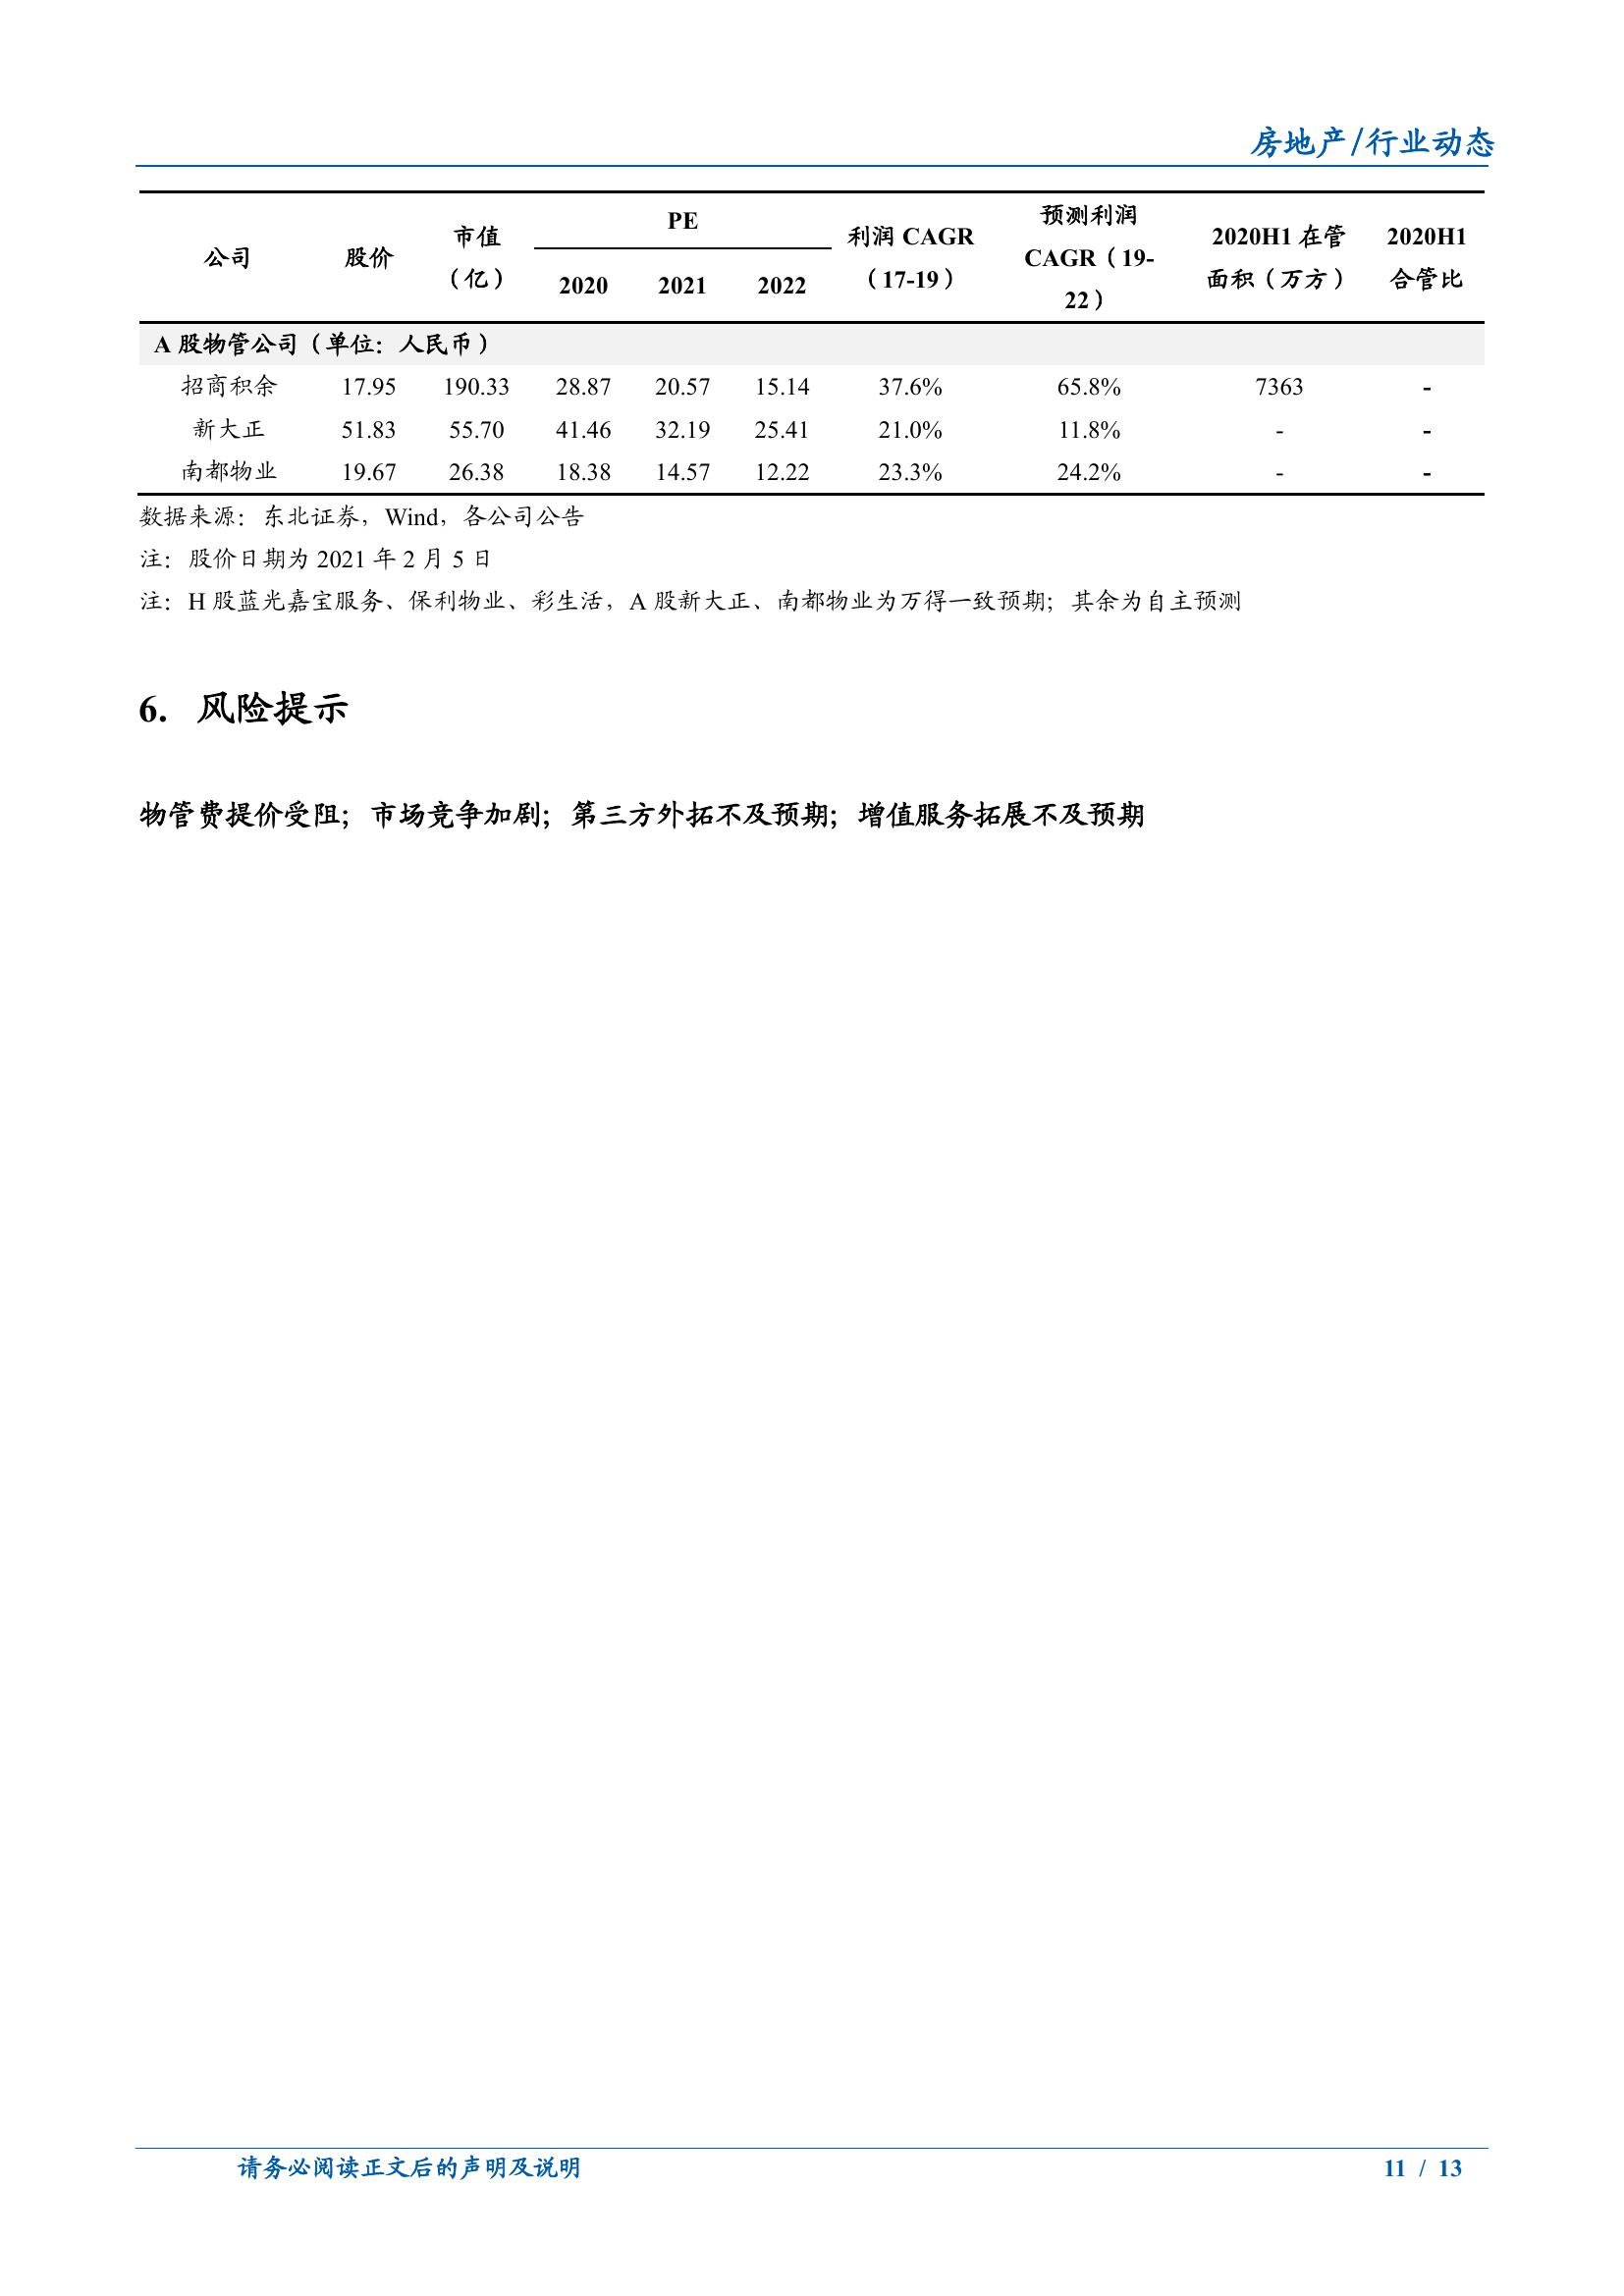 房地产/行业动态
公司 股价 市值（亿） PE 利润 CAGR（17-19） 预测利润 CAGR（19-22） 2020H1 在管面积（万方） 2020H1 合管比
2020 2021 2022
A 股物管公司（单位：人民币）
招商积余 17.95 190.33 28.87 20.57 15.14 37.6% 65.8% 7363 -
新大正 51.83 55.70 41.46 32.19 25.41 21.0% 11.8% - -
南都物业 19.67 26.38 18.38 14.57 12.22 23.3% 24.2% - -
数据来源：东北证券，Wind，各公司公告
注：股价日期为 2021 年 2 月 5 日
注：H 股蓝光嘉宝服务、保利物业、彩生活，A 股新大正、南都物业为万得一致预期；其余为自主预测
6. 风险提示
物管费提价受阻；市场竞争加剧；第三方外拓不及预期；增值服务拓展不及预期
请务必阅读正文后的声明及说明 11 / 13